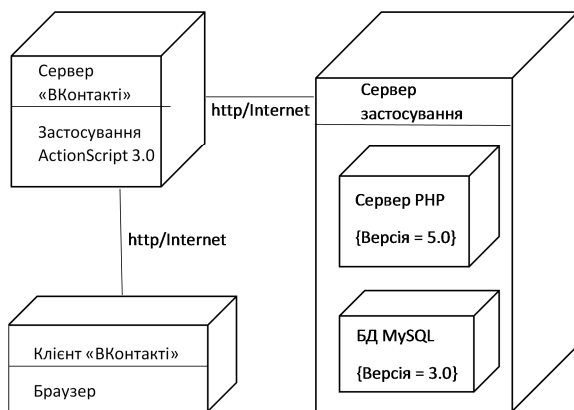 Сервер
«ВКонтакті»
Застосування
ActionScript 3.0
http/Internet
Сервер
застосування
Сервер PHP
{Версія = 5.0}
http/Internet
БД MySQL
{Версія = 3.0}
Клієнт «ВКонтакті»
Браузер